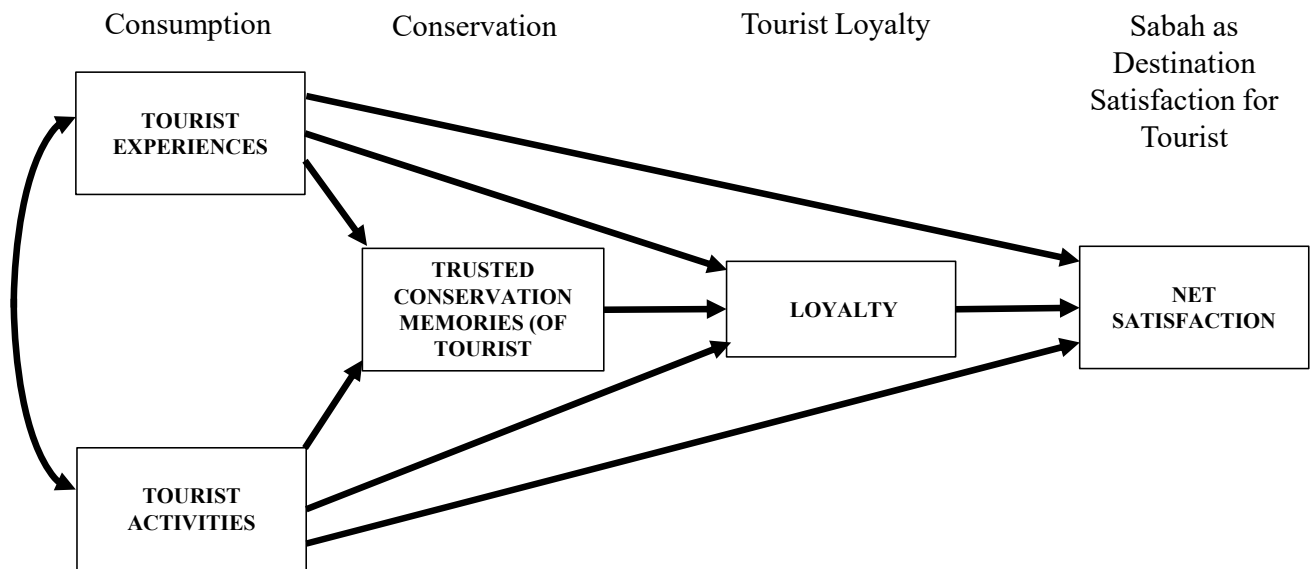 Consumption
Conservation
Tourist Loyalty
Sabah as
Destination
Satisfaction for
Tourist
TOURIST
EXPERIENCES
TRUSTED
CONSERVATION
MEMORIES (OF
TOURIST
LOYALTY
NET
SATISFACTION
TOURIST
ACTIVITIES